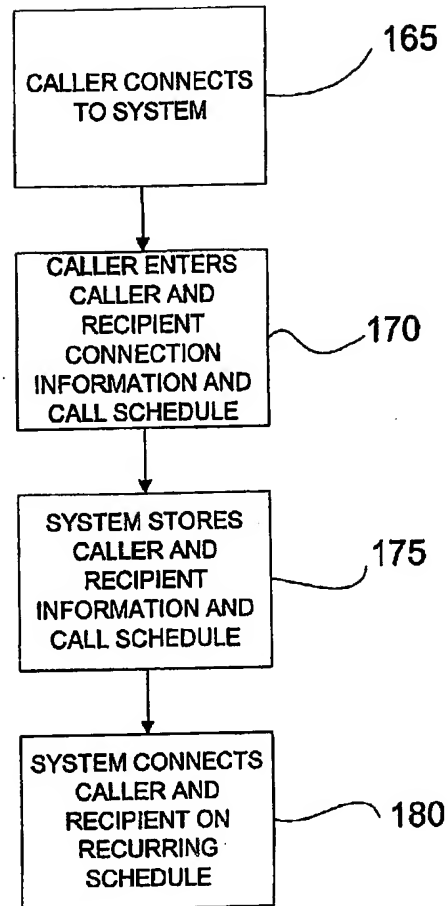 CALLER CONNECTS
TO SYSTEM
165
CALLER ENTERS
CALLER AND
RECIPIENT
CONNECTION
INFORMATION AND
CALL SCHEDULE
170
SYSTEM STORES
CALLER AND
RECIPIENT
INFORMATION AND
CALL SCHEDULE
175
SYSTEM CONNECTS
CALLER AND
RECIPIENT ON
RECURRING
SCHEDULE
180